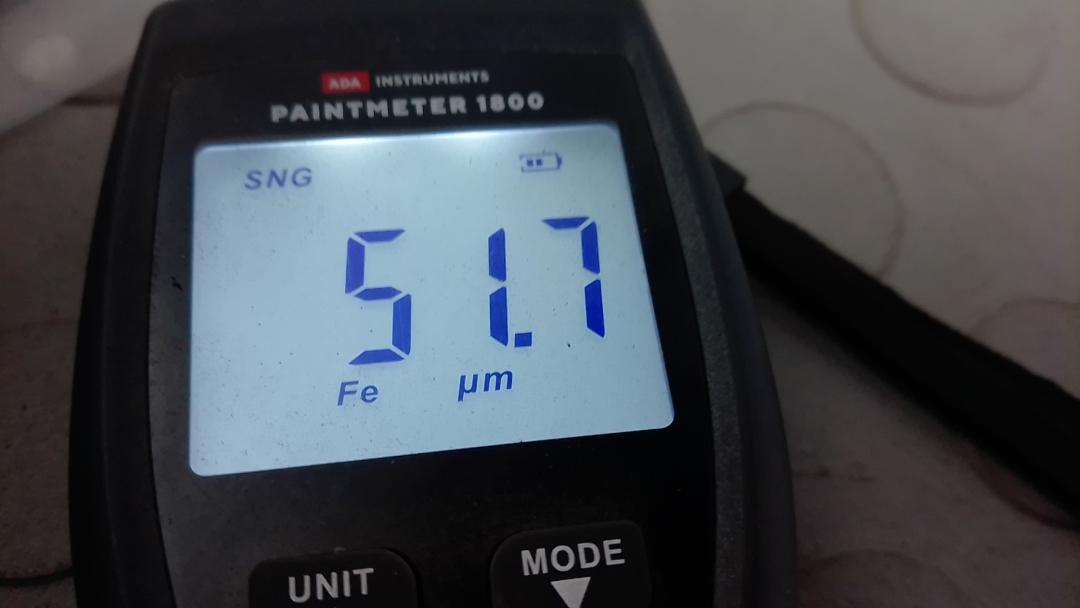 ADA INSTRUMENTS
PAINTMETER 1800
SNG
51.7
Fe µm
UNIT MODE